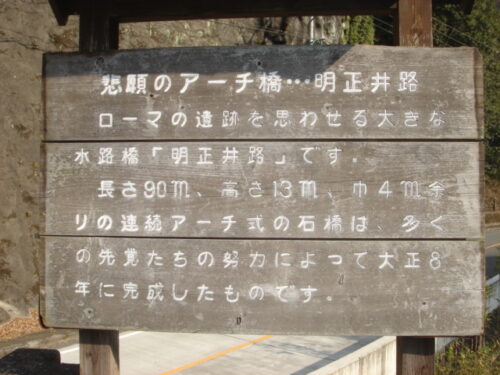 悲願のアーチ橋…明正井路
ローマの遺跡を思わせる大きな
水路橋「明正井路」です。
長さ90m、高さ13m、巾4m余
りの連続アーチ式の石橋は、多く
の先覚たちの努力によって大正8
年に完成したものです。